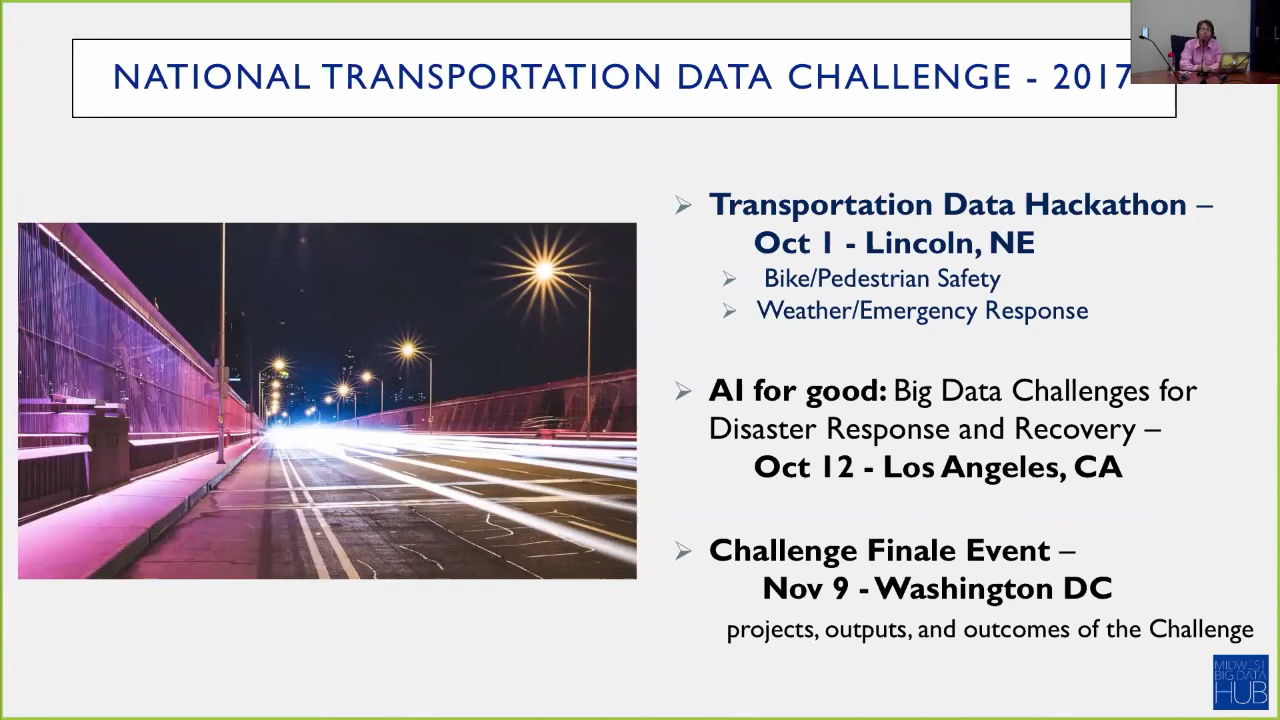 NATIONAL TRANSPORTATION DATA CHALLENGE - 2017
Transportation Data Hackathon –
Oct 1 - Lincoln, NE
Bike/Pedestrian Safety
Weather/Emergency Response
AI for good: Big Data Challenges for
Disaster Response and Recovery –
Oct 12 - Los Angeles, CA
Challenge Finale Event –
Nov 9 - Washington DC
projects, outputs, and outcomes of the Challenge
MIDWEST
BIG DATA
HUB